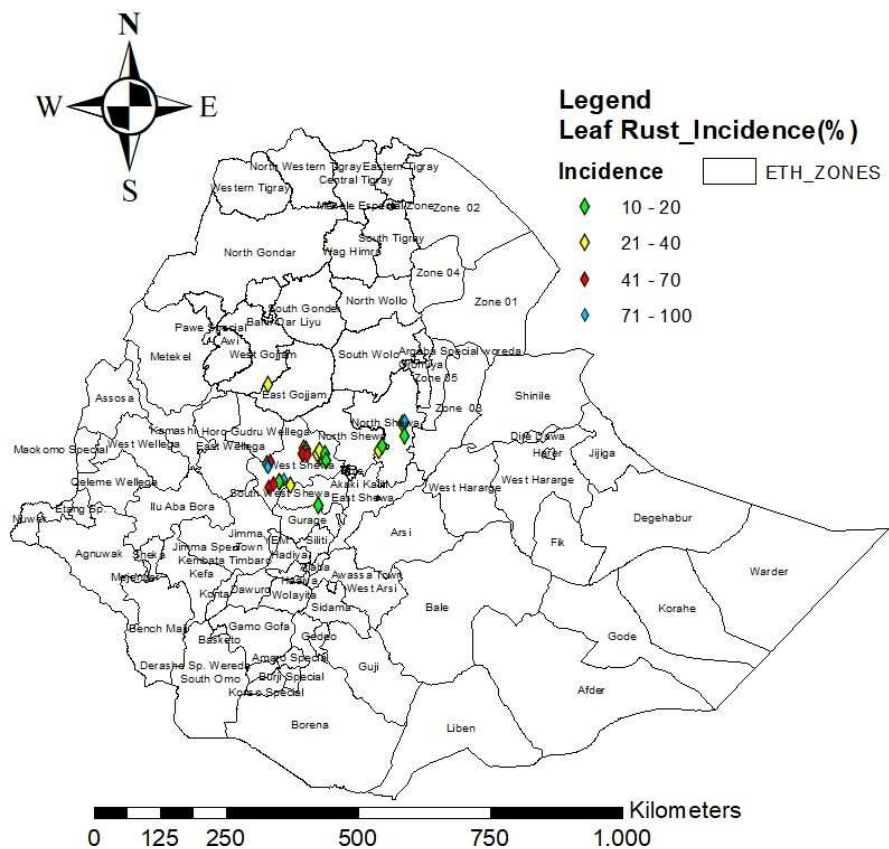 N
W E
S
Legend
Leaf Rust_Incidence(%)
Incidence ETH_ZONES
10 - 20
21 - 40
41 - 70
71 - 100
North Western Tigray Eastern Tigray
Central Tigray
Western Tigray
Zone 02
South Tigray
North Gondar Wag Himra
Zone 04
Zone 01
South Gonder North Wollo
Bahir Dar Liyu
Pawe Special
Awi
Metekel West Gojjam South Wolo Argoba Special woreda
Oromiya
Zone 05
East Gojjam Shinile
Assosa Zone 03
Kamashi Horo Gudru Wellega North Shewa
North Shewa
Maokomo Special West Wellega East Wellega Dire Dawa
Harer Jijiga
West Shewa
Qeleme Wellega Akaki Kaliti West Hararge West Hararge
South West Shewa East Shewa
Etang Sp. Ilu Aba Bora Degehabur
Nuwer Gurage
Agnuwak Jimma YEM Siliti Arsi
Sheka Jimma Spe Town Hadiya Fik
Kembata Timbaro
Kefa Alaba Warder
Mejenger Hadiya Awassa Town
Konta Dawuro Wolayita West Arsi Bale Korahe
Sidama
Bench Maji Gamo Gofa Gode
Basketo Gedeo
Amaro Special
Derashe Sp. Wereda Guji
South Omo Burji Special
Konso Special Afder
Borena Liben
Kilometers
0 125 250 500 750 1,000